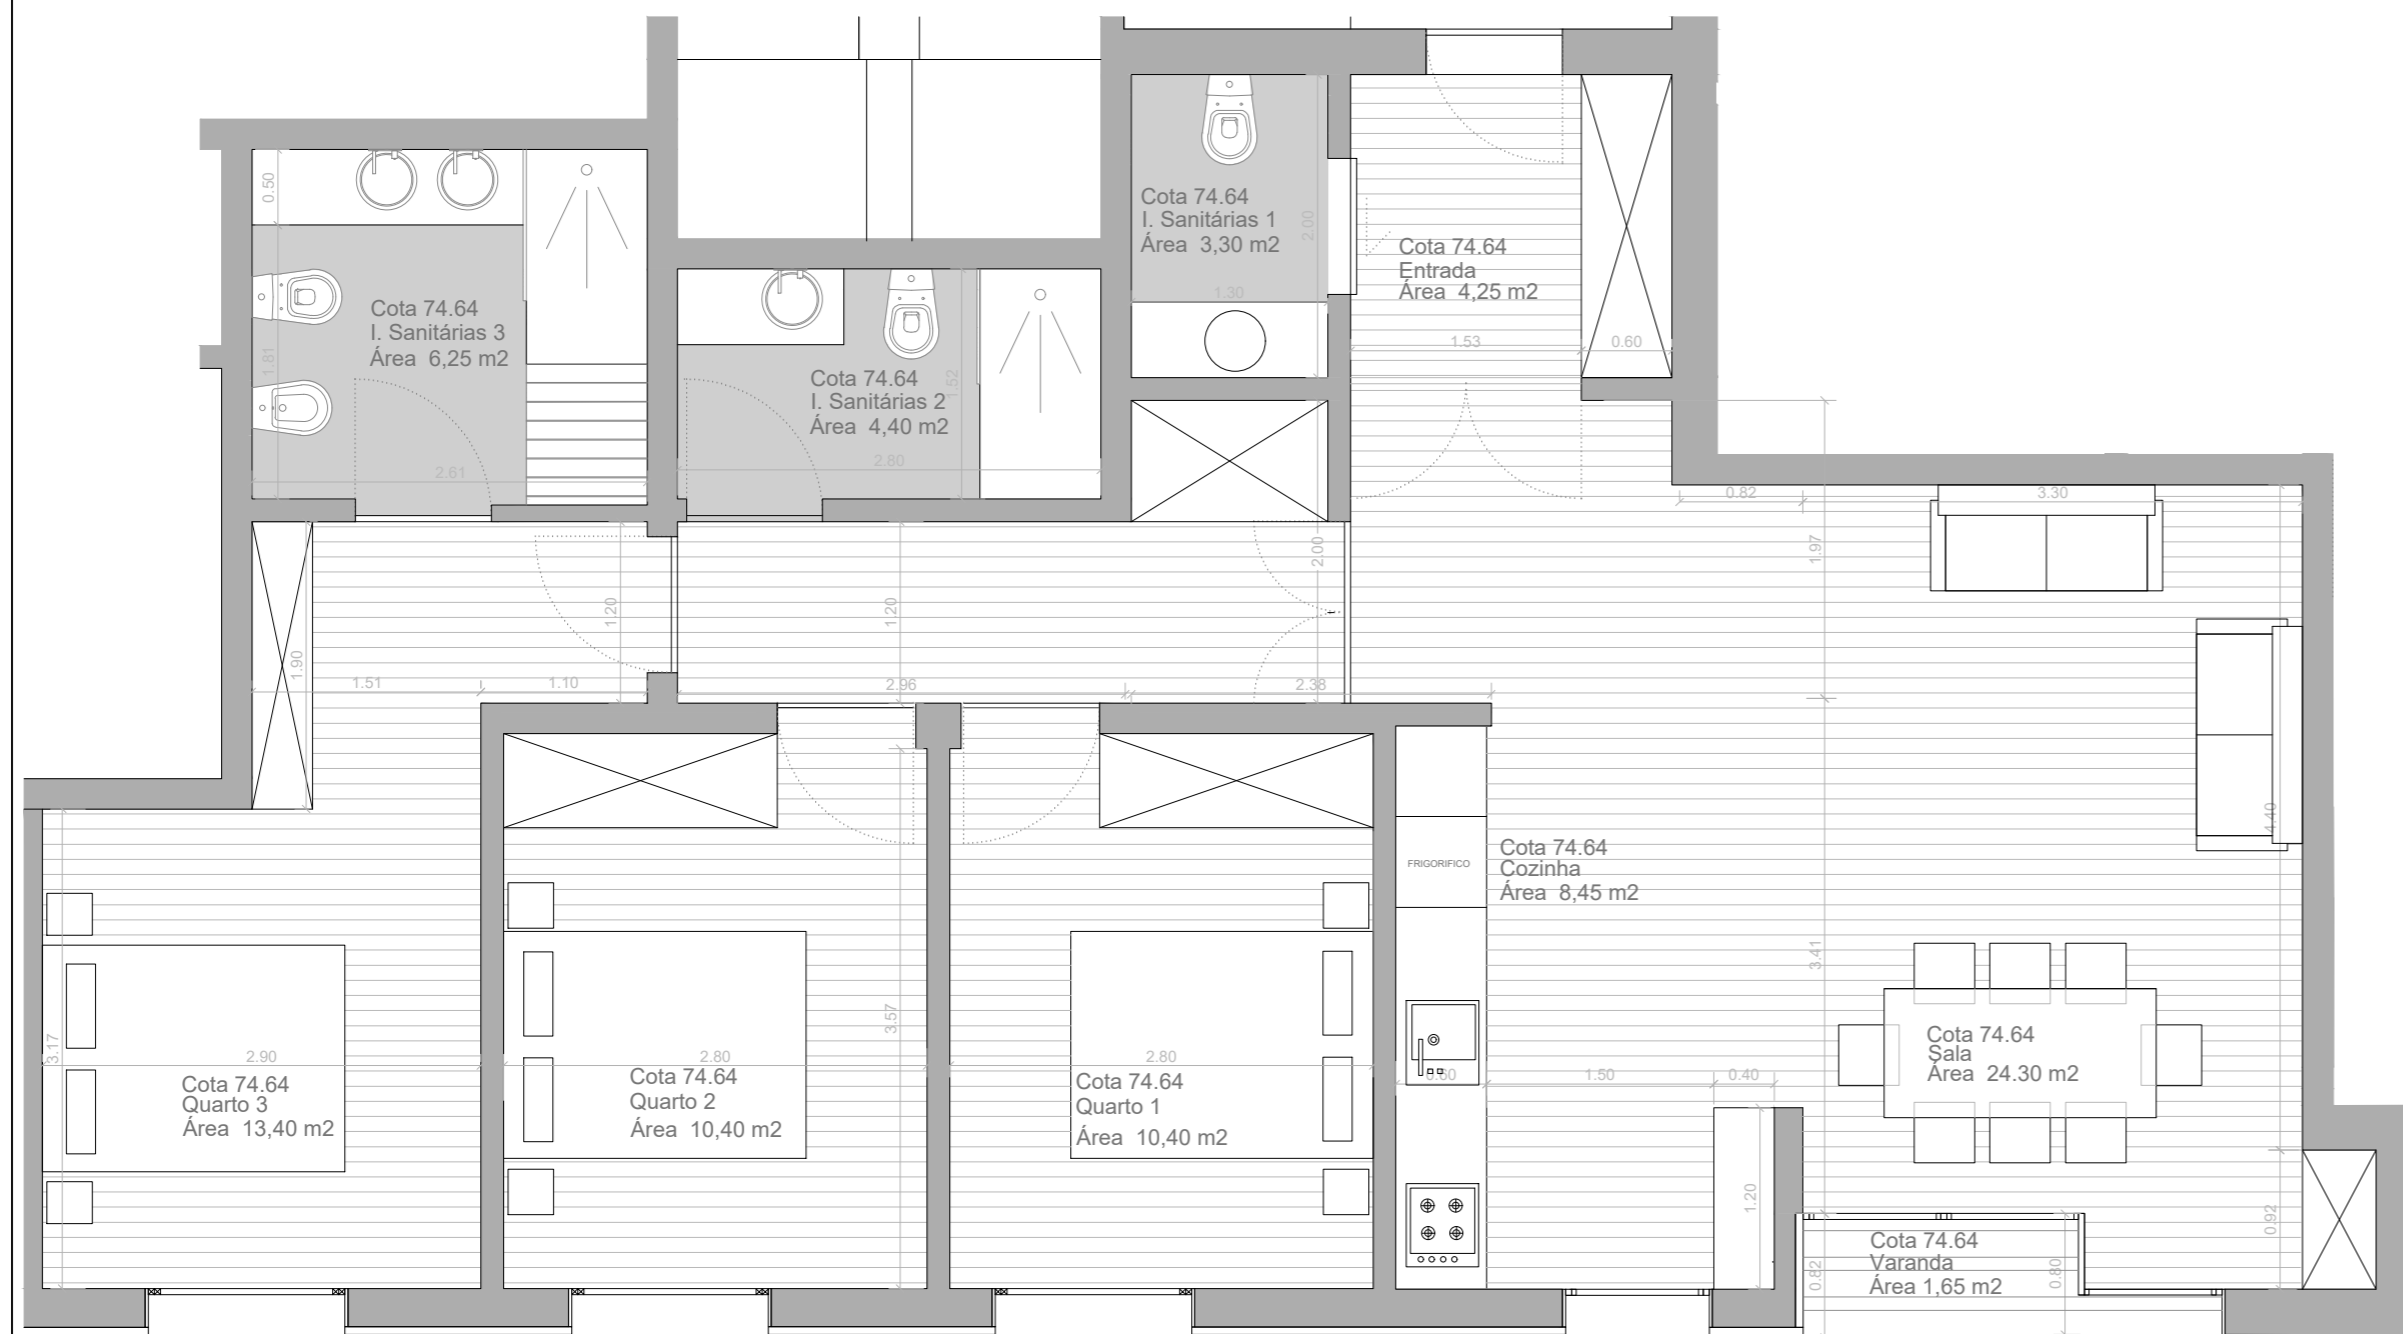 Cota 74.64
I. Sanitárias 1
Área 3,30 m2
2.00
1.30
Cota 74.64
Entrada
Área 4,25 m2
1.53
0.60
0.50
Cota 74.64
I. Sanitárias 3
Área 6,25 m2
1.81
2.61
Cota 74.64
I. Sanitárias 2
Área 4,40 m2
1.52
2.80
0.82
3.30
1.97
2.00
1.20
1.20
1.90
1.51
1.10
2.96
2.38
4.40
FRIGORIFICO
Cota 74.64
Cozinha
Área 8,45 m2
3.41
3.17
2.90
Cota 74.64
Quarto 3
Área 13,40 m2
3.57
2.80
Cota 74.64
Quarto 2
Área 10,40 m2
2.80
Cota 74.64
Quarto 1
Área 10,40 m2
0.60
1.50
0.40
Cota 74.64
Sala
Área 24.30 m2
1.20
0.92
Cota 74.64
Varanda
Área 1,65 m2
0.82
0.80